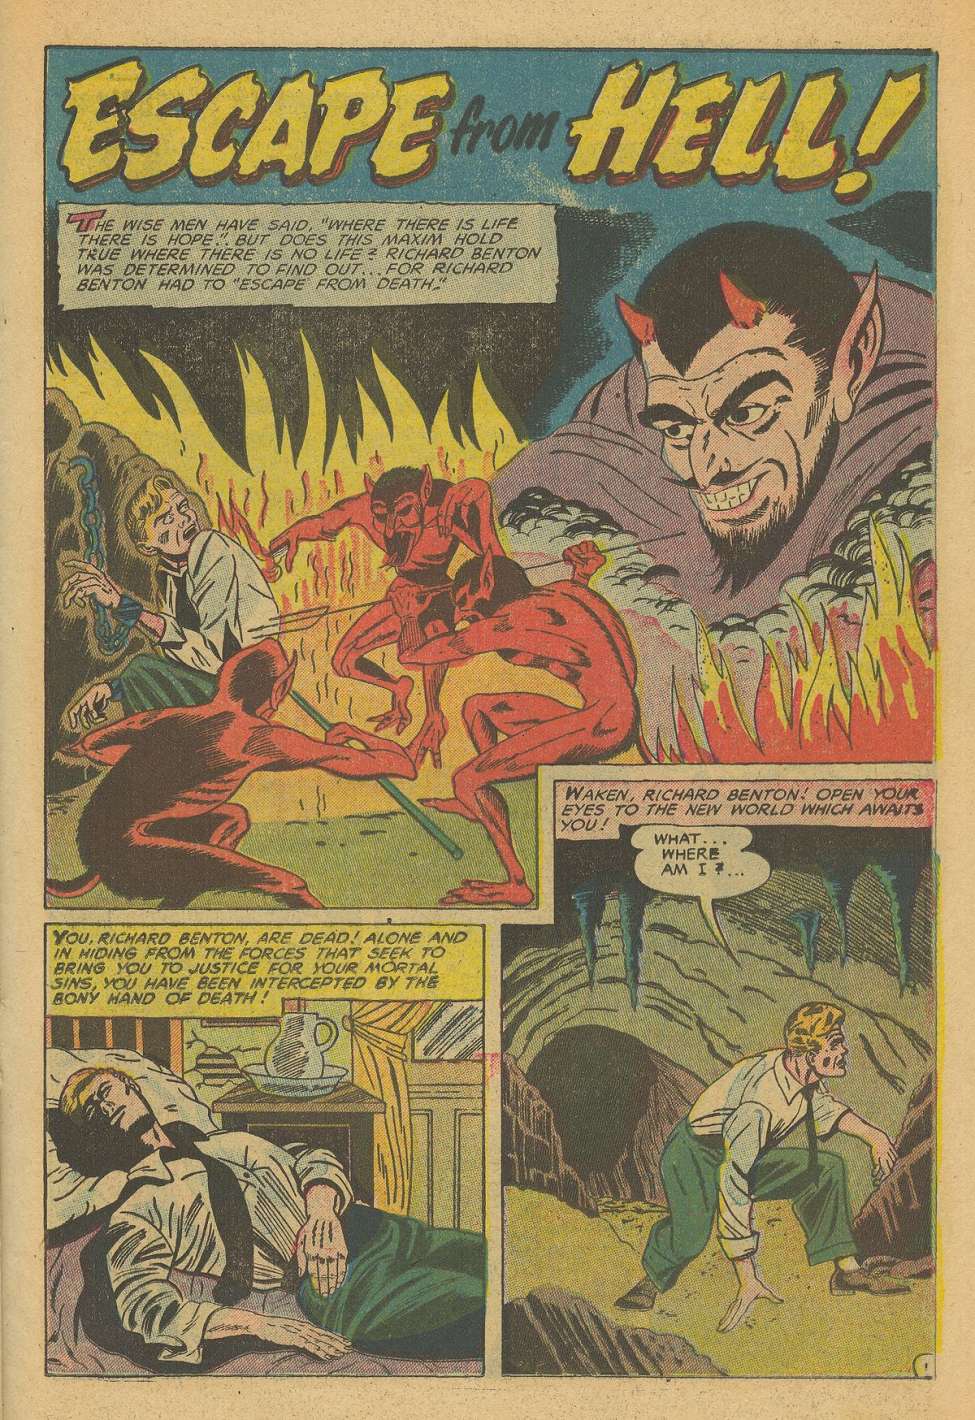 ESCAPE from HELL!
THE WISE MEN HAVE SAID, "WHERE THERE IS LIFE
THERE IS HOPE". BUT DOES THIS MAXIM HOLD
TRUE WHERE THERE IS NO LIFE? RICHARD BENTON
WAS DETERMINED TO FIND OUT... FOR RICHARD
BENTON HAD TO "ESCAPE FROM DEATH."
YOU, RICHARD BENTON, ARE DEAD! ALONE AND
IN HIDING FROM THE FORCES THAT SEEK TO
BRING YOU TO JUSTICE FOR YOUR MORTAL
SINS, YOU HAVE BEEN INTERCEPTED BY THE
BONY HAND OF DEATH!
WAKEN, RICHARD BENTON! OPEN YOUR
EYES TO THE NEW WORLD WHICH AWAITS
YOU!
WHAT...
WHERE
AM I?...
1